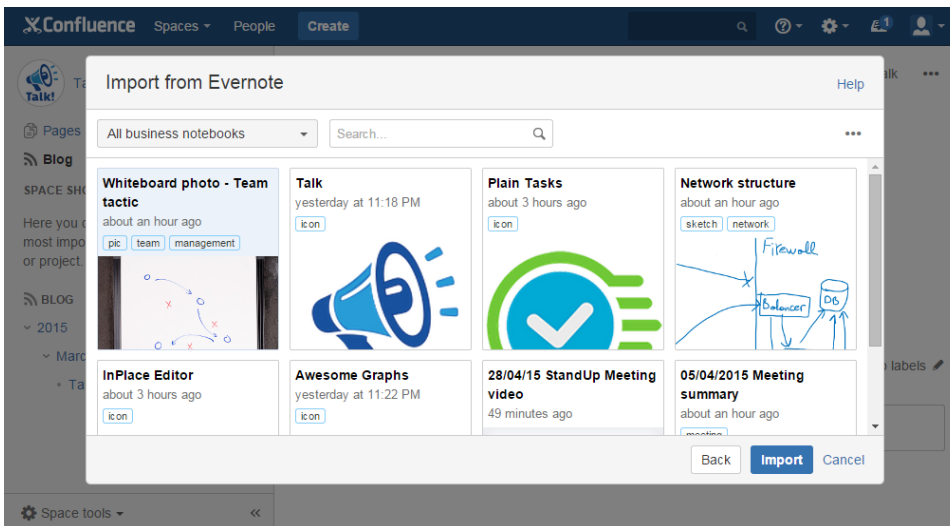 Confluence Spaces People Create 1
Talk!
Pages
Blog
Here you
or project.
BLOG
2015
Import from Evernote
Help
All business notebooks
Search...
Whiteboard photo - Team
tactic
about an hour ago
pic team management
Talk
yesterday at 11:18 PM
icon
Plain Tasks
about 3 hours ago
icon
Network structure
about an hour ago
sketch network
Firewall
Balancer
DB
InPlace Editor
about 3 hours ago
icon
Awesome Graphs
yesterday at 11:22 PM
icon
28/04/15 StandUp Meeting
video
49 minutes ago
05/04/2015 Meeting
summary
about an hour ago
meeting
Back Import Cancel
labels
Space tools